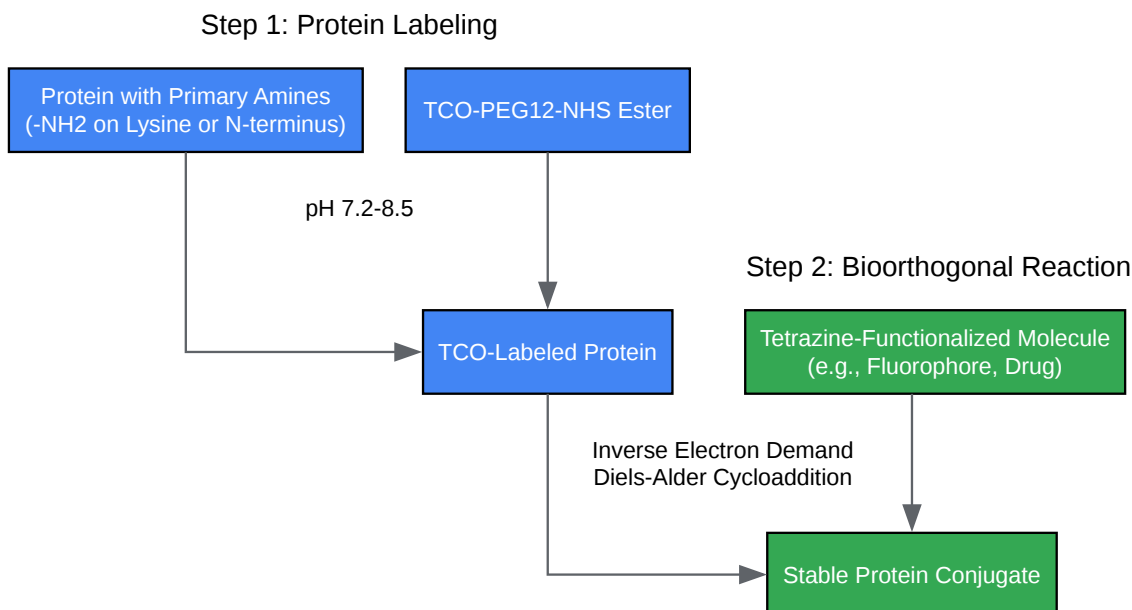 Step 1: Protein Labeling
Protein with Primary Amines
(-NH2 on Lysine or N-terminus)
TCO-PEG12-NHS Ester
pH 7.2-8.5
Step 2: Bioorthogonal Reaction
TCO-Labeled Protein
Tetrazine-Functionalized Molecule
(e.g., Fluorophore, Drug)
Inverse Electron Demand
Diels-Alder Cycloaddition
Stable Protein Conjugate